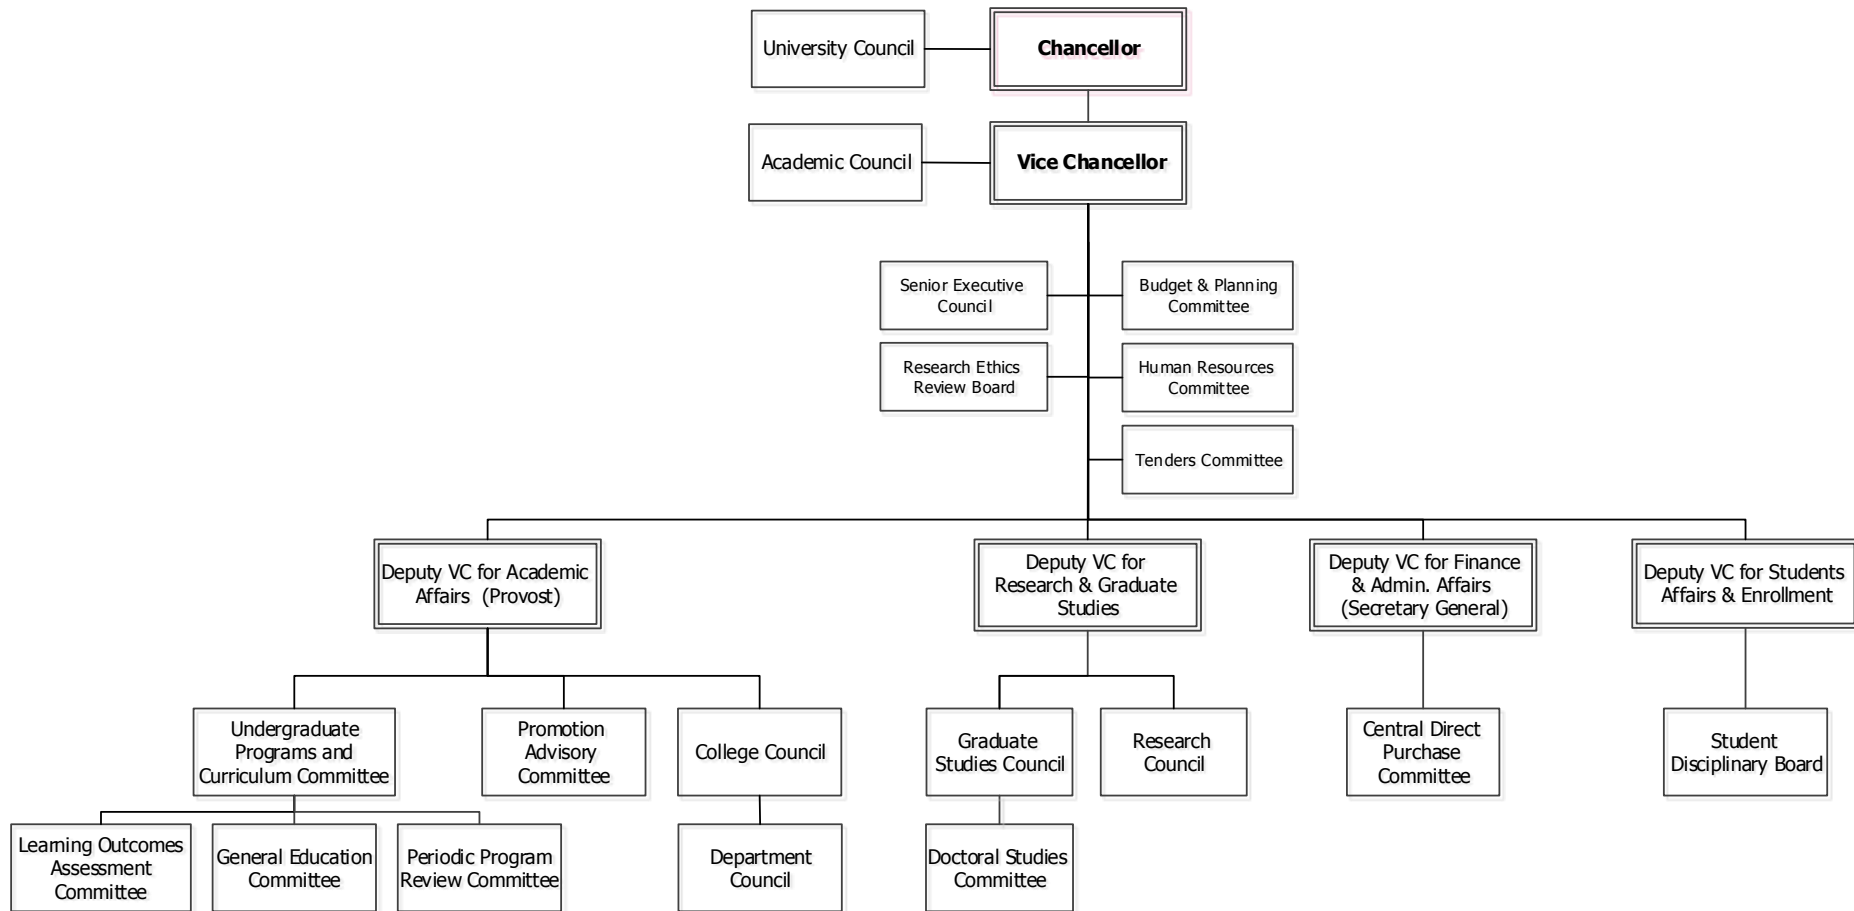 University Council
Chancellor
Academic Council
Vice Chancellor
Senior Executive
Council
Budget & Planning
Committee
Research Ethics
Review Board
Human Resources
Committee
Tenders Committee
Deputy VC for Academic
Affairs (Provost)
Deputy VC for
Research & Graduate
Studies
Deputy VC for Finance
& Admin. Affairs
(Secretary General)
Deputy VC for Students
Affairs & Enrollment
Undergraduate
Programs and
Curriculum Committee
Promotion
Advisory
Committee
College Council
Graduate
Studies Council
Research
Council
Central Direct
Purchase
Committee
Student
Disciplinary Board
Learning Outcomes
Assessment
Committee
General Education
Committee
Periodic Program
Review Committee
Department
Council
Doctoral Studies
Committee